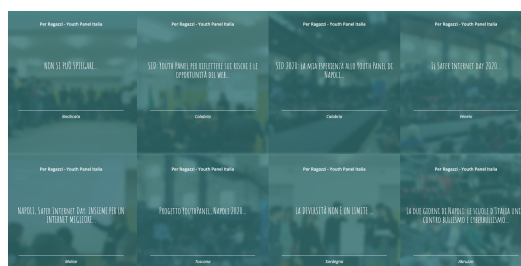 Per Ragazzi - Youth Panel Italia
NON SI PUÒ SPIEGARE...
Basilicata
Per Ragazzi - Youth Panel Italia
SID: YOUTH PANEL PER RIFLETTERE SUI RISCHI E LE
OPPORTUNITÀ DEL WEB...
Calabria
Per Ragazzi - Youth Panel Italia
SID 2020: LA MIA ESPERIENZA ALLO YOUTH PANEL DI
NAPOLI...
Calabria
Per Ragazzi - Youth Panel Italia
IL SAFER INTERNET DAY 2020...
Veneto
Per Ragazzi - Youth Panel Italia
NAPOLI, SAFER INTERNET DAY: INSIEME PER UN
INTERNET MIGLIORE...
Molise
Per Ragazzi - Youth Panel Italia
PROGETTO YOUTHPANEL, NAPOLI 2020...
Toscana
Per Ragazzi - Youth Panel Italia
LA DIVERSITÀ NON È UN LIMITE...
Sardegna
Per Ragazzi - Youth Panel Italia
LA DUE GIORNI DI NAPOLI: LE SCUOLE D'ITALIA UNI
CONTRO BULLISMO E CYBERBULLISMO...
Abruzzo